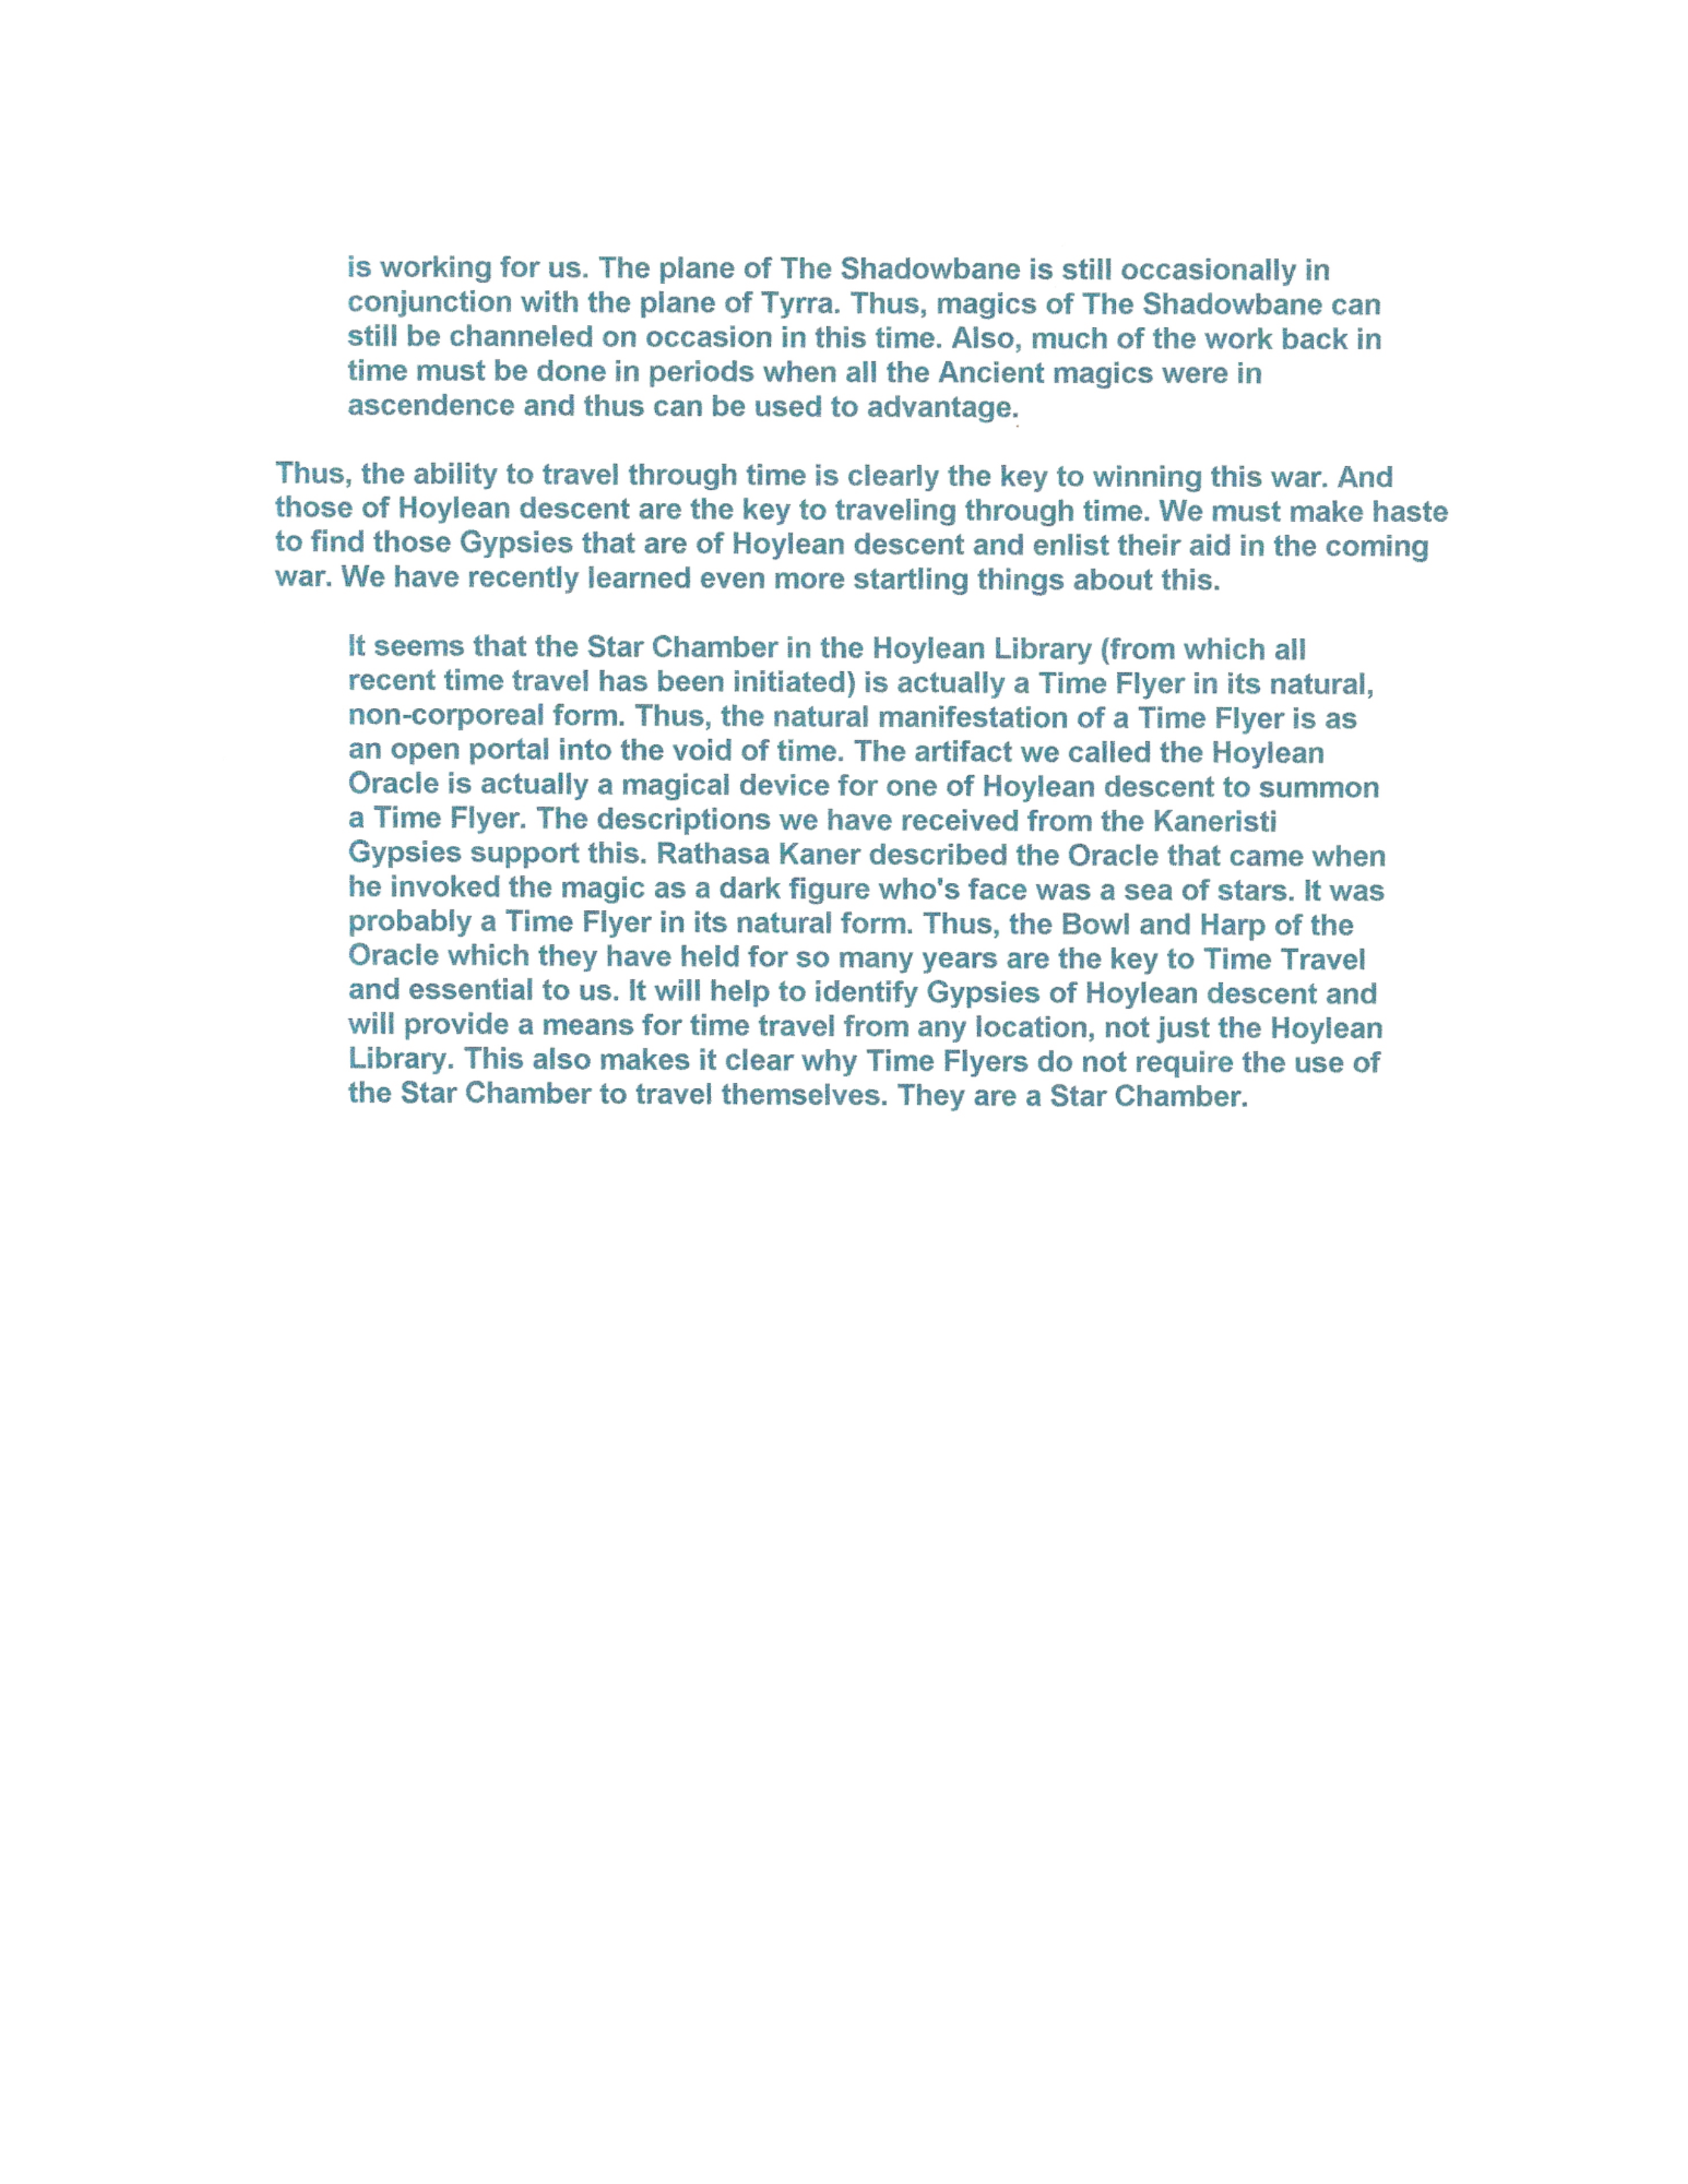 is working for us. The plane of The Shadowbane is still occasionally in
conjunction with the plane of Tyrra. Thus, magics of The Shadowbane can
still be channeled on occasion in this time. Also, much of the work back in
time must be done in periods when all the Ancient magics were in
ascendence and thus can be used to advantage.
Thus, the ability to travel through time is clearly the key to winning this war. And
those of Hoylean descent are the key to traveling through time. We must make haste
to find those Gypsies that are of Hoylean descent and enlist their aid in the coming
war. We have recently learned even more startling things about this.
It seems that the Star Chamber in the Hoylean Library (from which all
recent time travel has been initiated) is actually a Time Flyer in its natural,
non-corporeal form. Thus, the natural manifestation of a Time Flyer is as
an open portal into the void of time. The artifact we called the Hoylean
Oracle is actually a magical device for one of Hoylean descent to summon
a Time Flyer. The descriptions we have received from the Kaneristi
Gypsies support this. Rathasa Kaner described the Oracle that came when
he invoked the magic as a dark figure who's face was a sea of stars. It was
probably a Time Flyer in its natural form. Thus, the Bowl and Harp of the
Oracle which they have held for so many years are the key to Time Travel
and essential to us. It will help to identify Gypsies of Hoylean descent and
will provide a means for time travel from any location, not just the Hoylean
Library. This also makes it clear why Time Flyers do not require the use of
the Star Chamber to travel themselves. They are a Star Chamber.